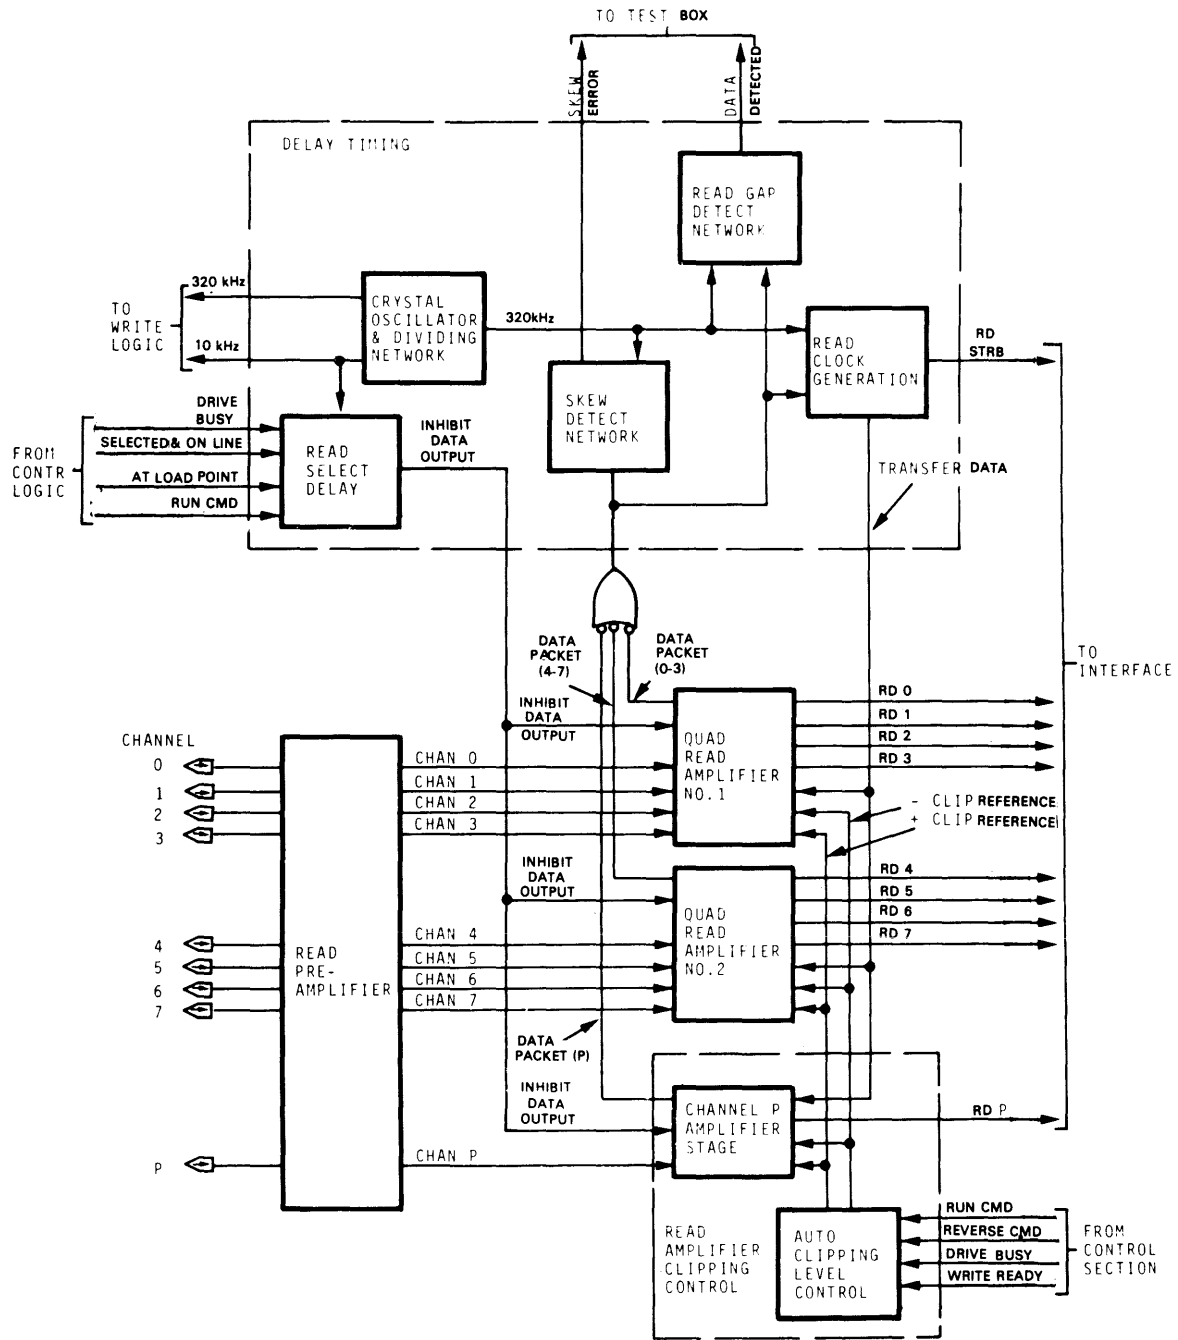 TO TEST BOX
SKEW
ERROR
DATA
DETECTED
DELAY TIMING
READ GAP
DETECT
NETWORK
320 kHz
TO
WRITE
LOGIC
10 kHz
CRYSTAL
OSCILLATOR
& DIVIDING
NETWORK
320kHz
READ
CLOCK
GENERATION
RD
STRB
SKEW
DETECT
NETWORK
FROM
CONTR
LOGIC
DRIVE
BUSY
SELECTED & ON LINE
AT LOAD POINT
RUN CMD
READ
SELECT
DELAY
INHIBIT
DATA
OUTPUT
TRANSFER DATA
DATA
PACKET
(4-7)
DATA
PACKET
(0-3)
TO
INTERFACE
INHIBIT
DATA
OUTPUT
QUAD
READ
AMPLIFIER
NO.1
RD 0
RD 1
RD 2
RD 3
CHANNEL
0
1
2
3
CHAN 0
CHAN 1
CHAN 2
CHAN 3
- CLIP REFERENCE
+ CLIP REFERENCE
INHIBIT
DATA
OUTPUT
QUAD
READ
AMPLIFIER
NO.2
RD 4
RD 5
RD 6
RD 7
4
5
6
7
READ
PRE-
AMPLIFIER
CHAN 4
CHAN 5
CHAN 6
CHAN 7
DATA
PACKET (P)
INHIBIT
DATA
OUTPUT
CHANNEL P
AMPLIFIER
STAGE
RD P
P
CHAN P
READ
AMPLIFIER
CLIPPING
CONTROL
AUTO
CLIPPING
LEVEL
CONTROL
RUN CMD
REVERSE CMD
DRIVE BUSY
WRITE READY
FROM
CONTROL
SECTION